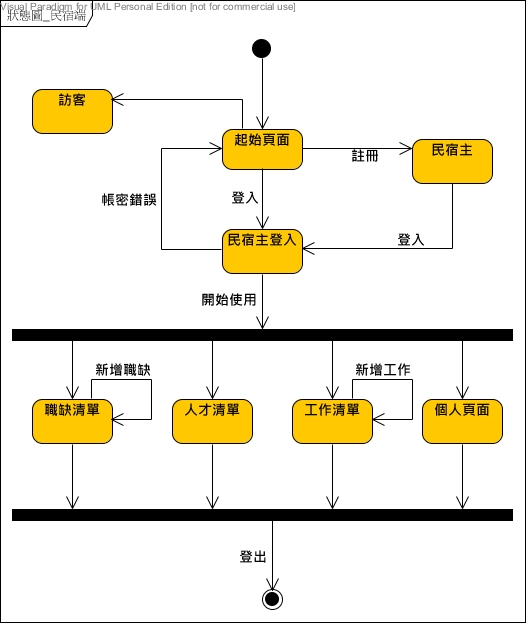 Visual Paradigm for UML Personal Edition [not for commercial use]
狀態圖_民宿端
訪客
起始頁面
註冊
民宿主
帳密錯誤
登入
民宿主登入
登入
開始使用
新增職缺
新增工作
職缺清單
人才清單
工作清單
個人頁面
登出